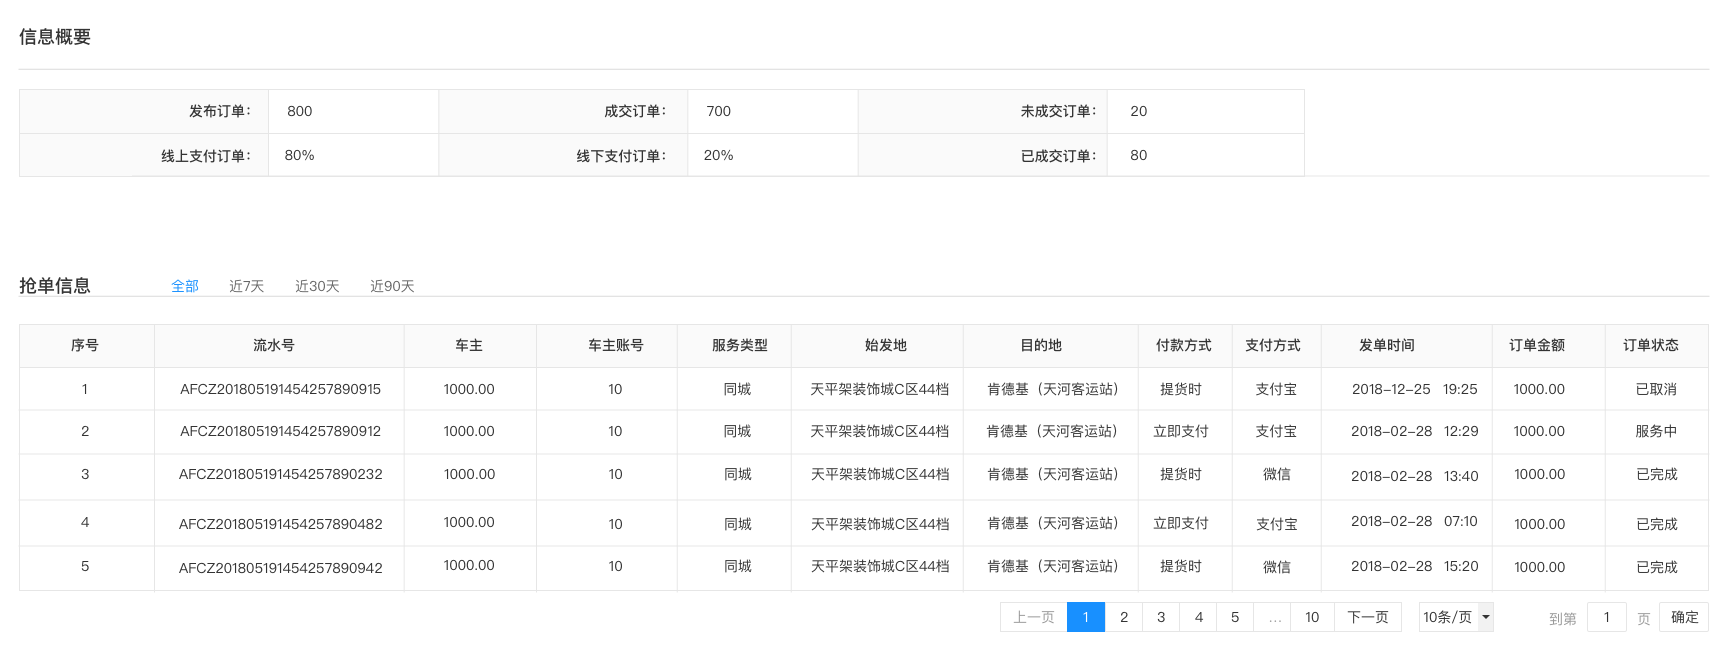 信息概要
发布订单： 800 成交订单： 700 未成交订单： 20
线上支付订单： 80% 线下支付订单： 20% 已成交订单： 80
抢单信息 全部 近7天 近30天 近90天
序号 流水号 车主 车主账号 服务类型 始发地 目的地 付款方式 支付方式 发单时间 订单金额 订单状态
1 AFCZ201805191454257890915 1000.00 10 同城 天平架装饰城C区44档 肯德基（天河客运站） 提货时 支付宝 2018-12-25 19:25 1000.00 已取消
2 AFCZ201805191454257890912 1000.00 10 同城 天平架装饰城C区44档 肯德基（天河客运站） 立即支付 支付宝 2018-02-28 12:29 1000.00 服务中
3 AFCZ201805191454257890232 1000.00 10 同城 天平架装饰城C区44档 肯德基（天河客运站） 提货时 微信 2018-02-28 13:40 1000.00 已完成
4 AFCZ201805191454257890482 1000.00 10 同城 天平架装饰城C区44档 肯德基（天河客运站） 立即支付 支付宝 2018-02-28 07:10 1000.00 已完成
5 AFCZ201805191454257890942 1000.00 10 同城 天平架装饰城C区44档 肯德基（天河客运站） 提货时 微信 2018-02-28 15:20 1000.00 已完成
上一页 1 2 3 4 5 ... 10 下一页 10条/页 到第 1 页 确定